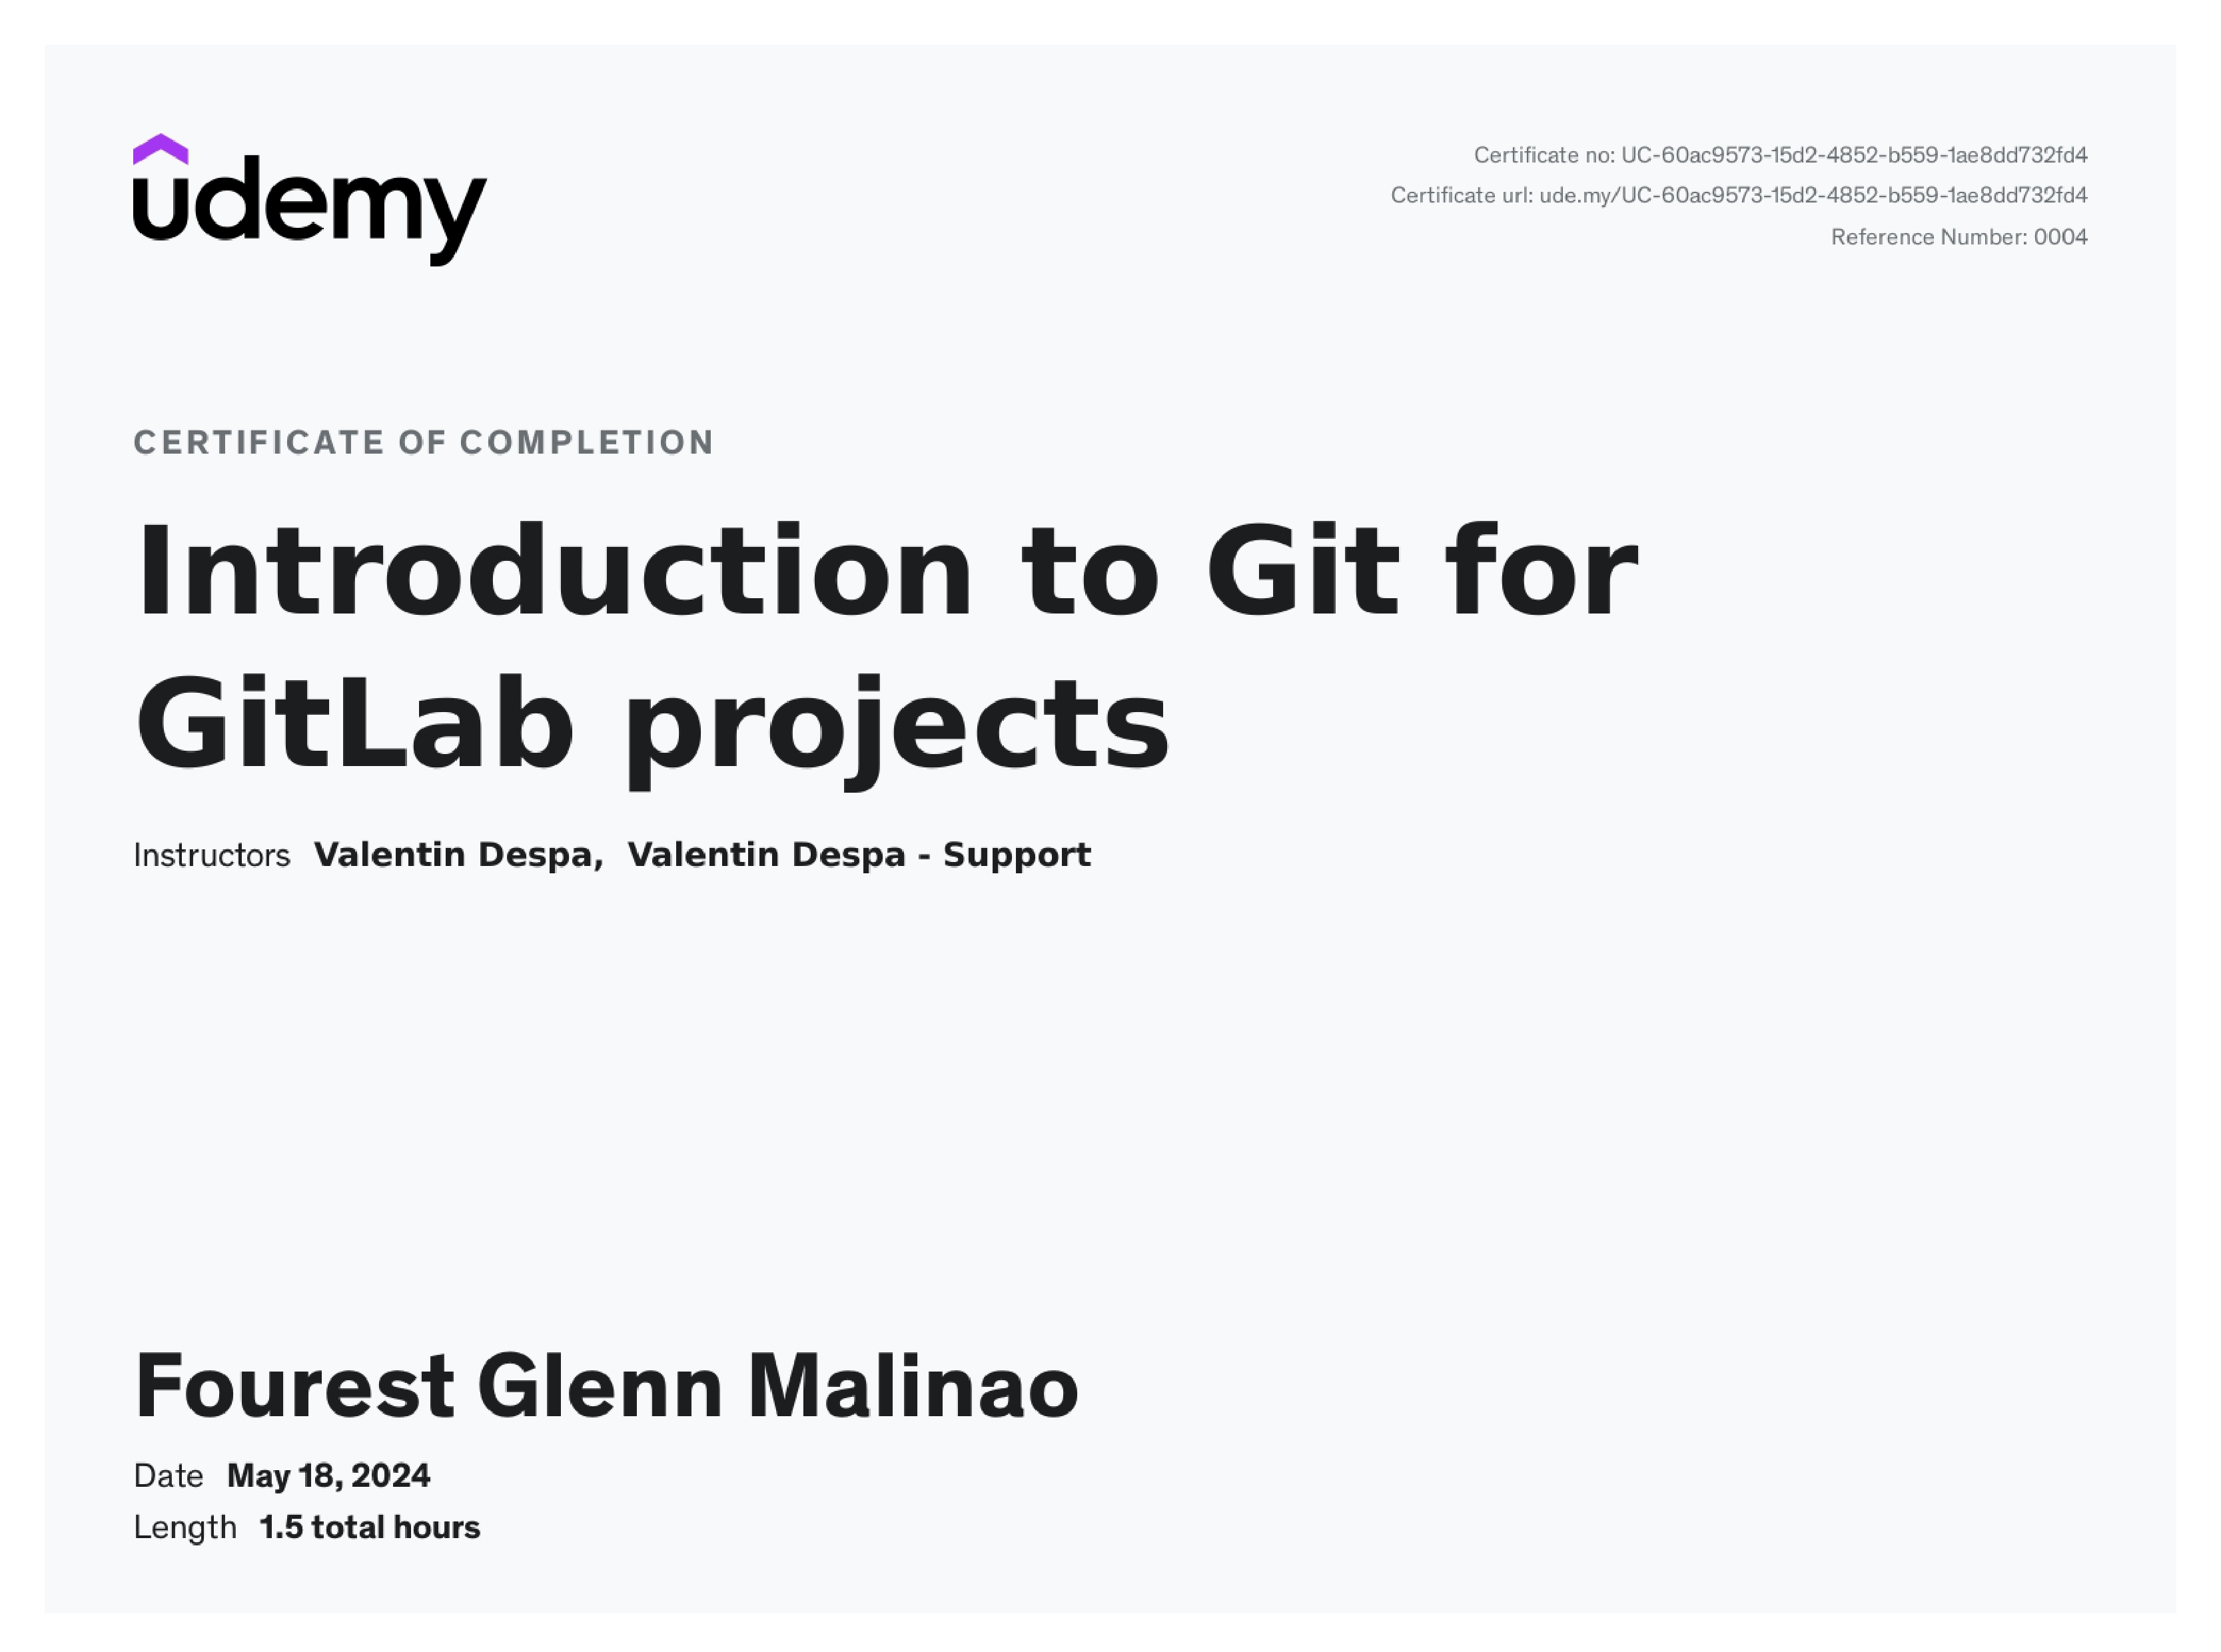 udemy
Certificate no: UC-60ac9573-15d2-4852-b559-1ae8dd732fd4
Certificate url: ude.my/UC-60ac9573-15d2-4852-b559-1ae8dd732fd4
Reference Number: 0004
CERTIFICATE OF COMPLETION
Introduction to Git for
GitLab projects
Instructors Valentin Despa, Valentin Despa - Support
Fourest Glenn Malinao
Date May 18, 2024
Length 1.5 total hours